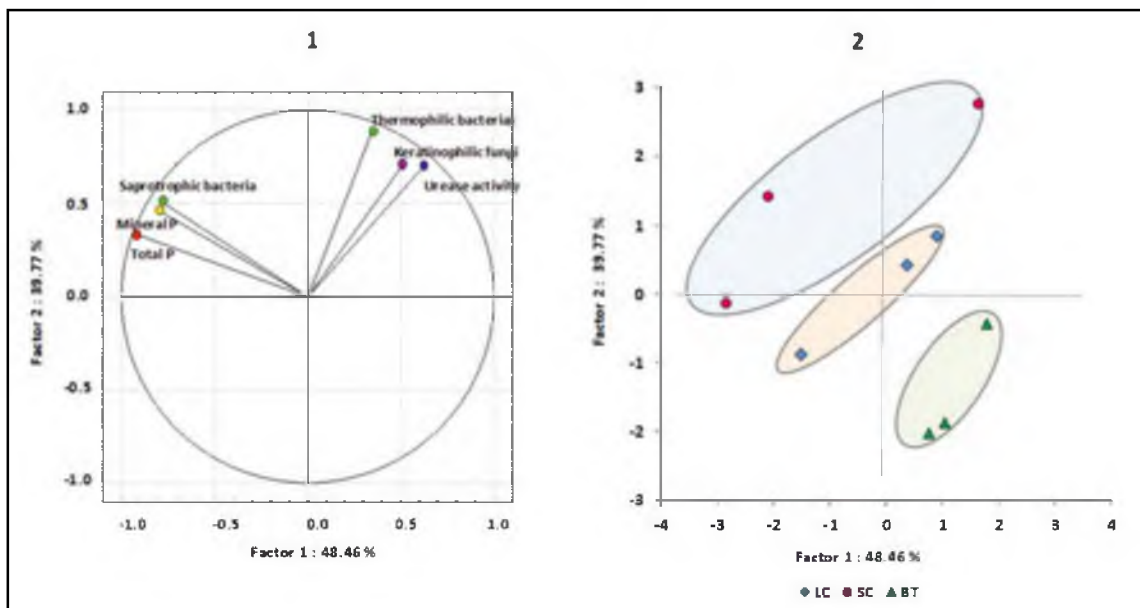 1
1.0
0.5
0.0
-0.5
-1.0
Factor 2 : 39.77 %
Thermophilic bacteria
Keratinophilic fungi
Urease activity
Saprotrophic bacteria
Mineral P
Total P
-1.0 -0.5 0.0 0.5 1.0
Factor 1 : 48.46 %
2
3
2
1
0
-1
-2
-3
Factor 2 : 39.77 %
-4 -3 -2 -1 0 1 2 3 4
Factor 1 : 48.46 %
LC SC BT